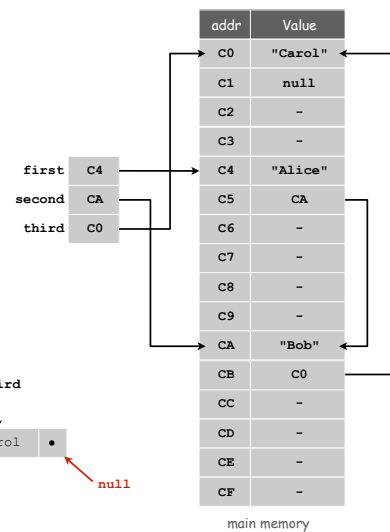 addr Value
C0 "Carol"
C1 null
C2 -
C3 -
first C4 C4 "Alice"
second CA C5 CA
third C0 C6 -
C7 -
C8 -
C9 -
CA "Bob"
CB C0
CC -
CD -
CE -
CF -
main memory
ird
rol •
null